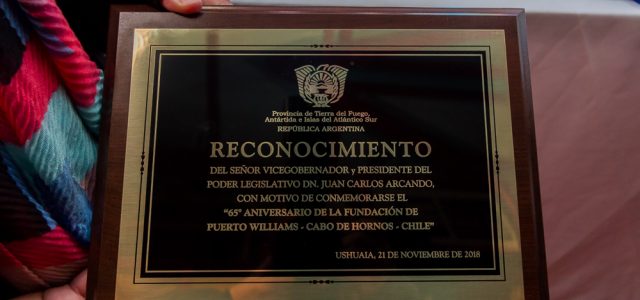 Provincia de Tierra del Fuego,
Antártida e Islas del Atlántico Sur
REPÚBLICA ARGENTINA
RECONOCIMIENTO
DEL SEÑOR VICEGOBERNADOR y PRESIDENTE DEL
PODER LEGISLATIVO DN. JUAN CARLOS ARCANDO,
CON MOTIVO DE CONMEMORARSE EL
“65° ANIVERSARIO DE LA FUNDACIÓN DE
PUERTO WILLIAMS - CABO DE HORNOS - CHILE”
USHUAIA, 21 DE NOVIEMBRE DE 2018